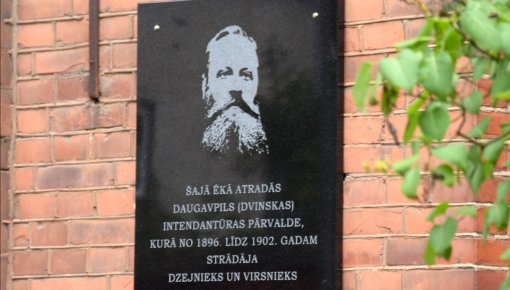 ŠAJĀ ĒKĀ ATRADĀS
DAUGAVPILS (DVINSKAS)
INTENDANTŪRAS PĀRVALDE,
KURĀ NO 1896. LĪDZ 1902. GADAM
STRĀDĀJA
DZEJNIEKS UN VIRSNIEKS